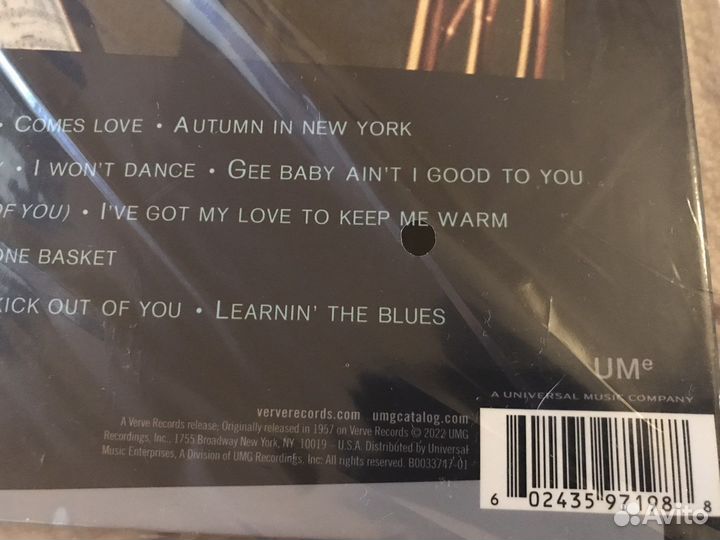 • COMES LOVE • AUTUMN IN NEW YORK
• I WON'T DANCE • GEE BABY AIN'T I GOOD TO YOU
OF YOU) • I'VE GOT MY LOVE TO KEEP ME WARM
ONE BASKET
KICK OUT OF YOU • LEARNIN' THE BLUES
UMe
A UNIVERSAL MUSIC COMPANY
ververecords.com umgcatalog.com
A Verve Records release; Originally released in 1957 on Verve Records © 2022 UMG
Recordings, Inc., 1755 Broadway New York, NY 10019 – U.S.A. Distributed by Universal
Music Enterprises, A Division of UMG Recordings, Inc. All rights reserved. B0033747-01
6 02435 97198 8
Avito